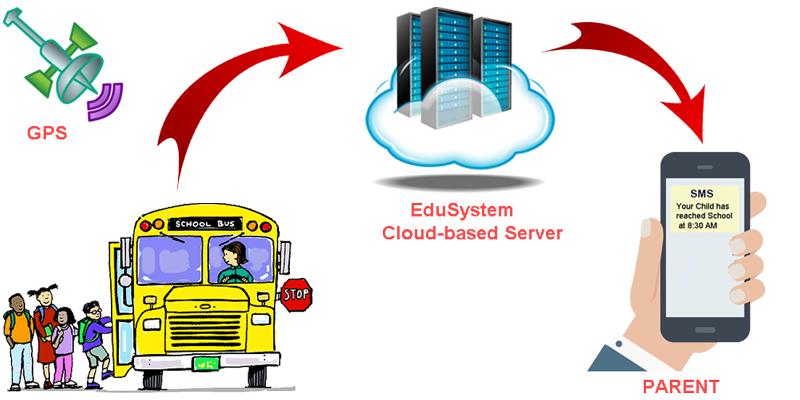 GPS
EduSystem
Cloud-based Server
SCHOOL BUS
STOP
SMS
Your Child has
reached School
at 8:30 AM
PARENT